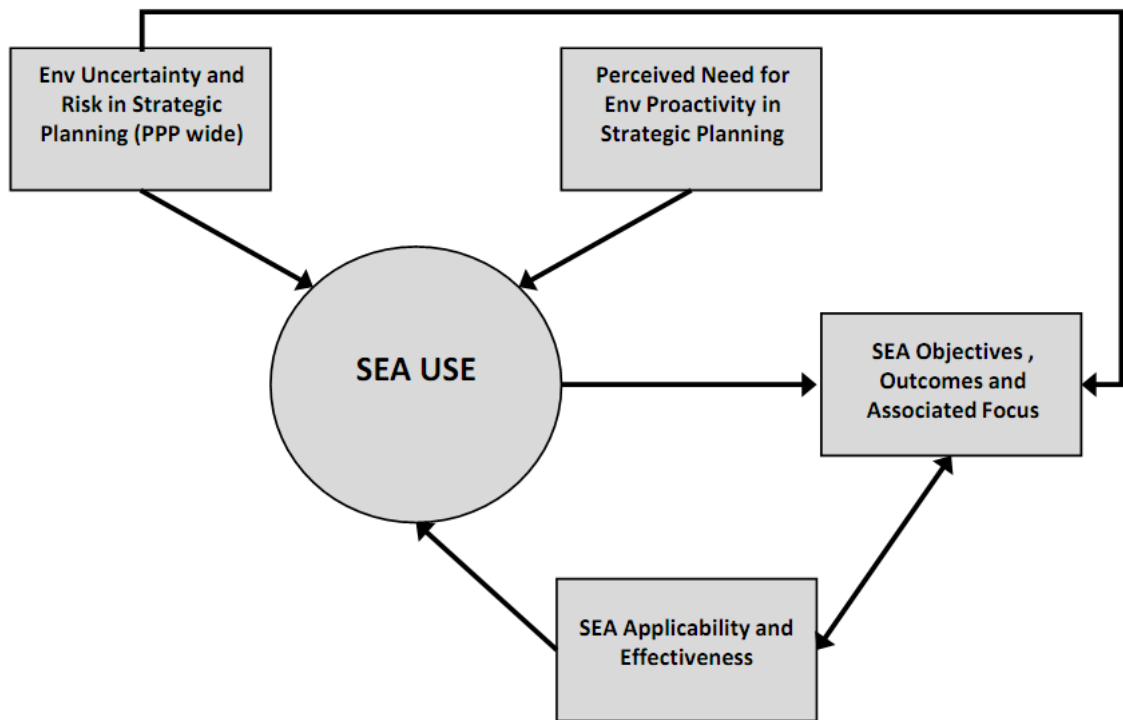 Env Uncertainty and
Risk in Strategic
Planning (PPP wide)
Perceived Need for
Env Proactivity in
Strategic Planning
SEA USE
SEA Objectives ,
Outcomes and
Associated Focus
SEA Applicability and
Effectiveness